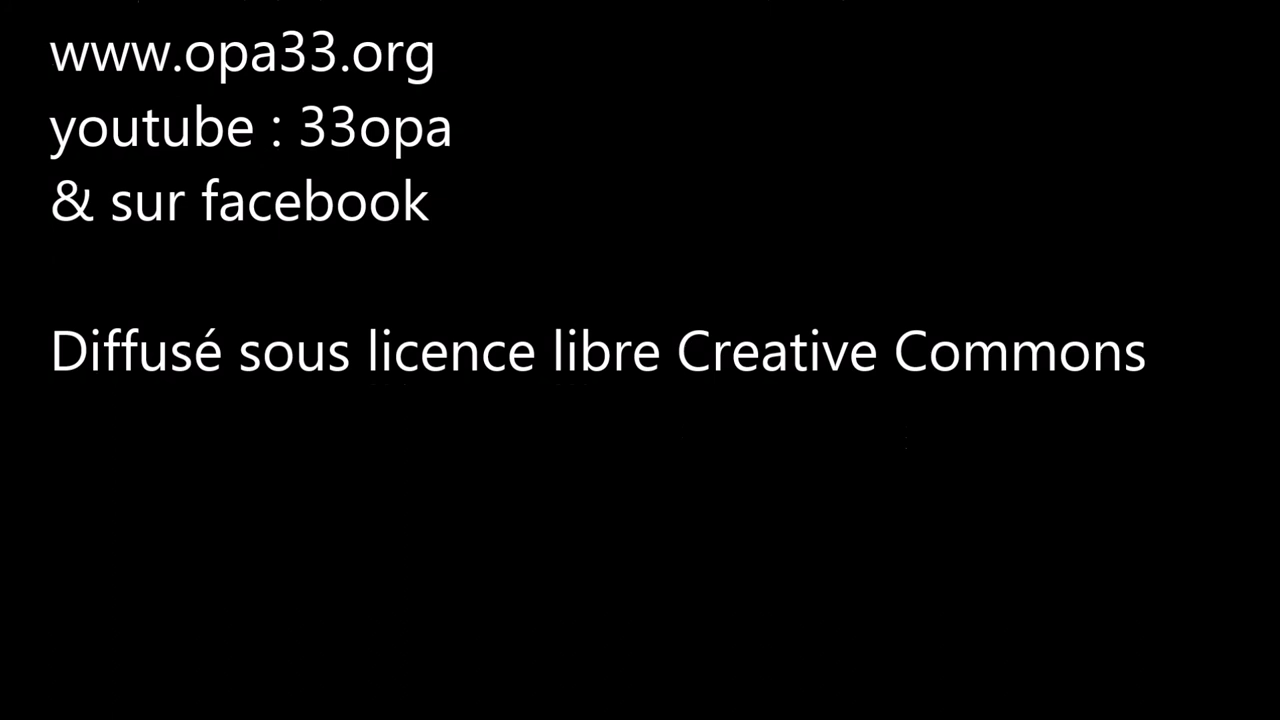 www.opa33.org
youtube : 33opa
& sur facebook
Diffusé sous licence libre Creative Commons